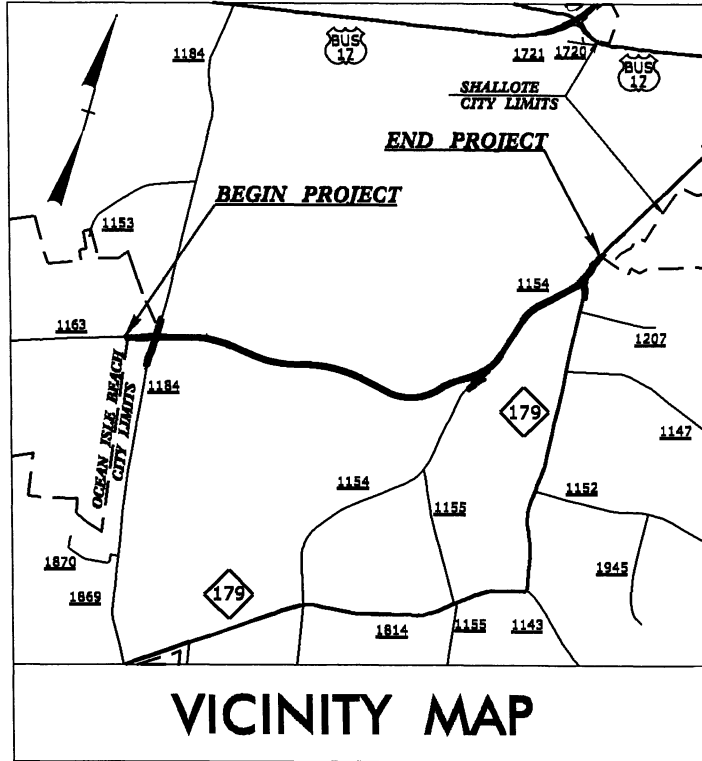 1184
BUS
17
1721
1720
BUS
17
SHALLOTE
CITY LIMITS
END PROJECT
BEGIN PROJECT
1153
1154
1163
1207
OCEAN ISLE BEACH
CITY LIMITS
1184
179
1147
1154
1152
1155
1870
1945
1869
179
1814
1155
1143
VICINITY MAP